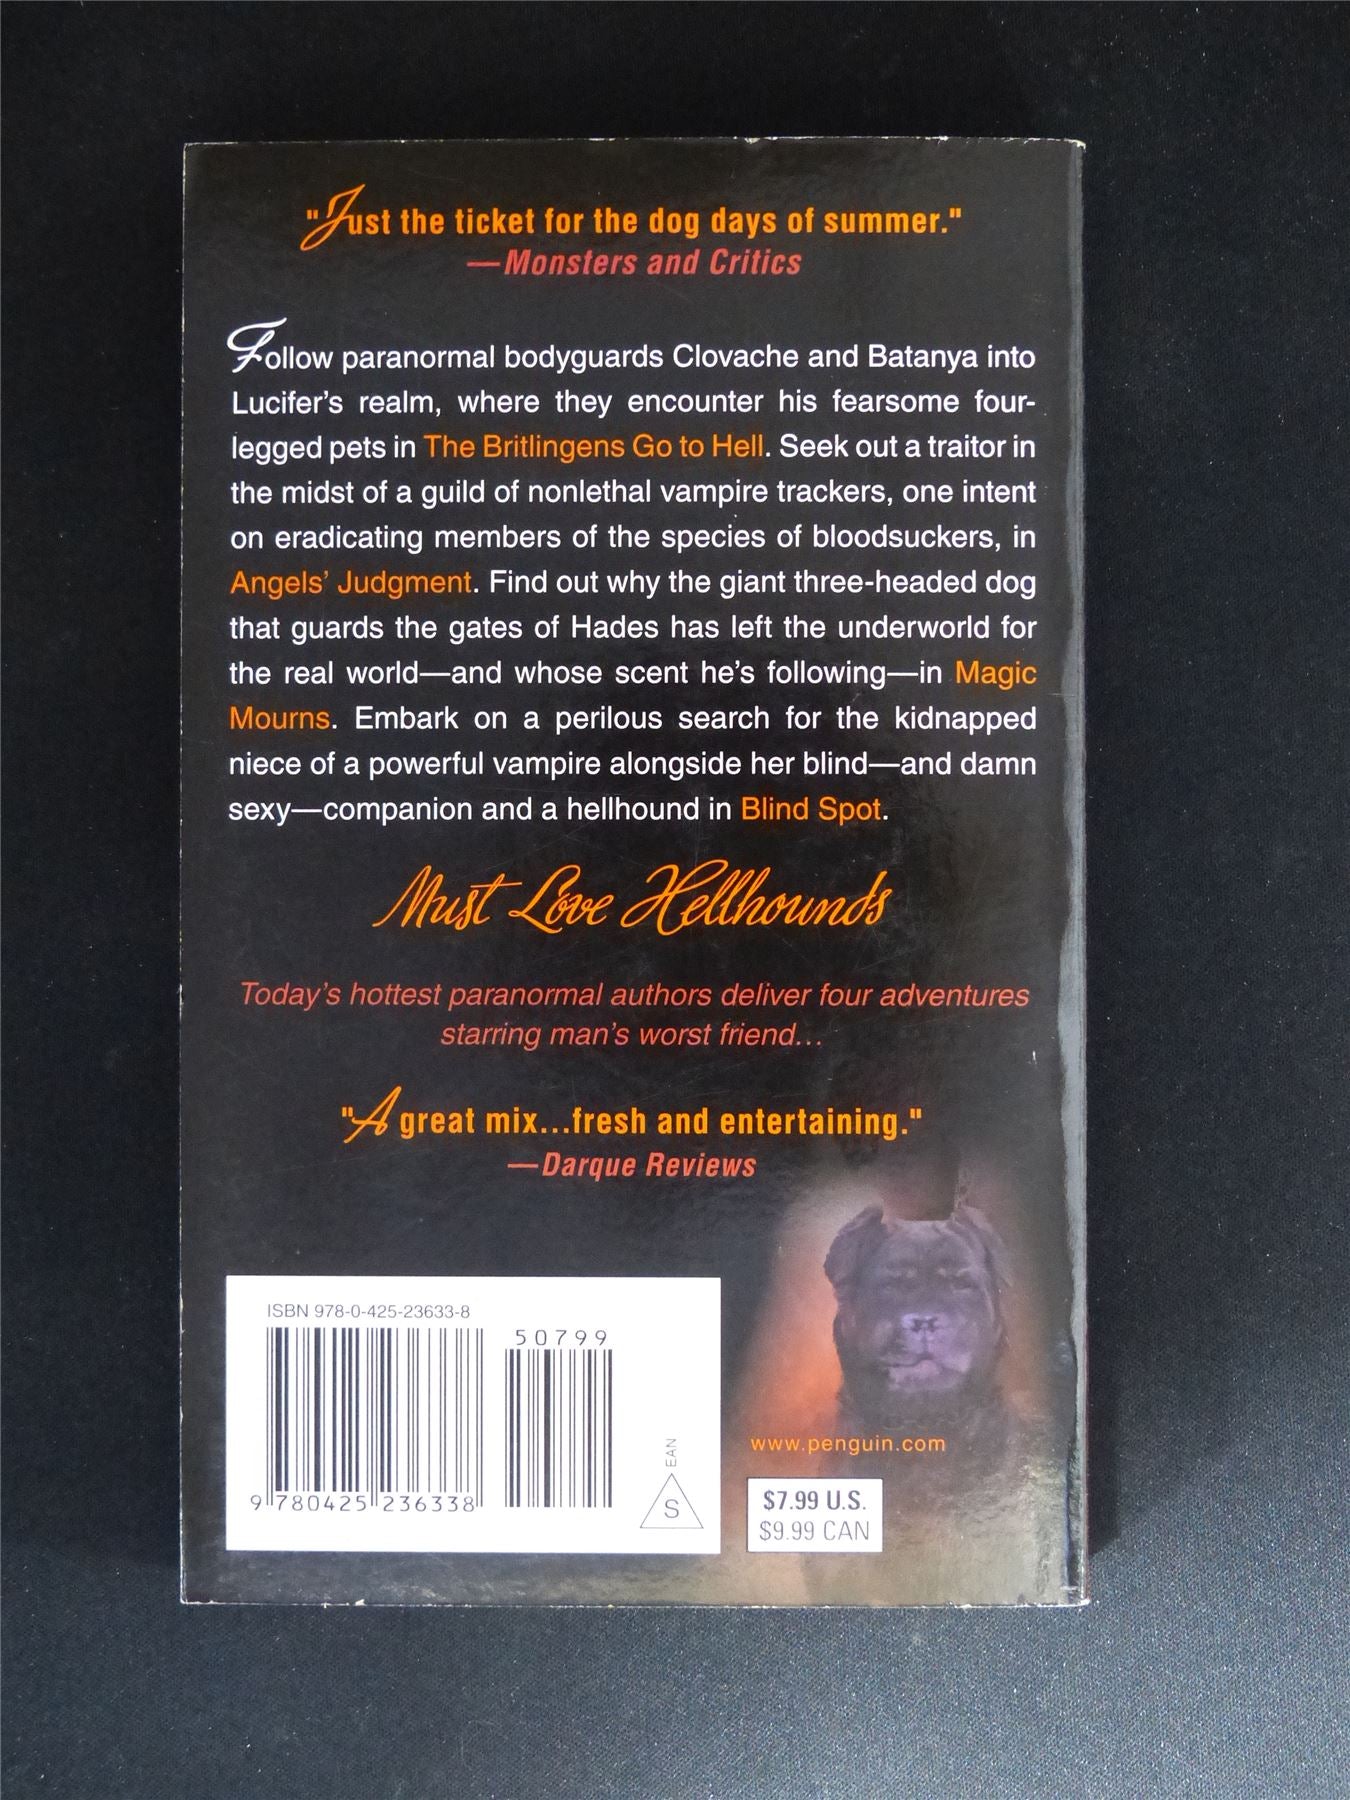 "Just the ticket for the dog days of summer."
—Monsters and Critics
Follow paranormal bodyguards Clovache and Batanya into
Lucifer's realm, where they encounter his fearsome four-
legged pets in The Britlingens Go to Hell. Seek out a traitor in
the midst of a guild of nonlethal vampire trackers, one intent
on eradicating members of the species of bloodsuckers, in
Angels' Judgment. Find out why the giant three-headed dog
that guards the gates of Hades has left the underworld for
the real world—and whose scent he's following—in Magic
Mourns. Embark on a perilous search for the kidnapped
niece of a powerful vampire alongside her blind—and damn
sexy—companion and a hellhound in Blind Spot.
Must Love Hellhounds
Today's hottest paranormal authors deliver four adventures
starring man's worst friend...
"A great mix...fresh and entertaining."
—Darque Reviews
ISBN 978-0-425-23633-8
50799
9 780425 236338
EAN
S
www.penguin.com
$7.99 U.S.
$9.99 CAN